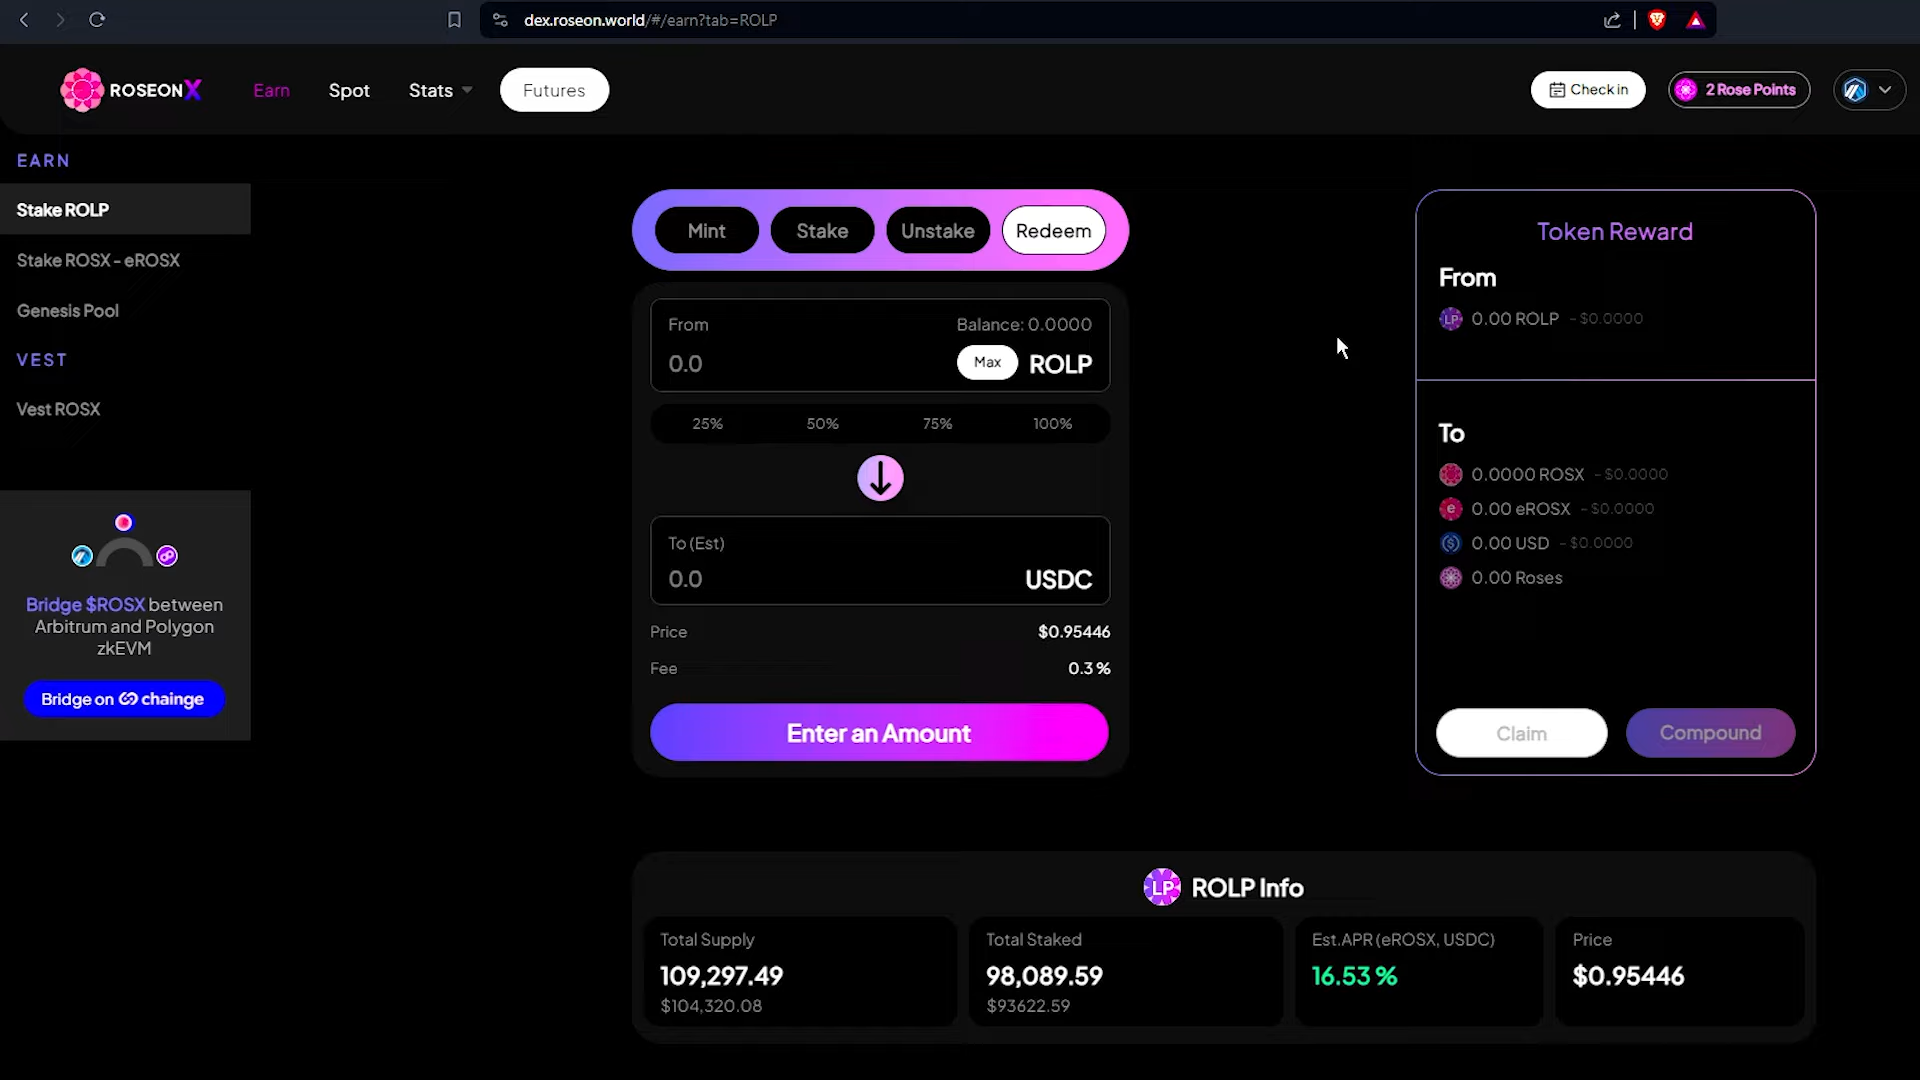 dex.roseon.world/#/earn?tab=ROLP
ROSEONX
Earn
Spot
Stats
Futures
Check in
2 Rose Points
EARN
Stake ROLP
Stake ROSX - eROSX
Genesis Pool
VEST
Vest ROSX
Bridge $ROSX between
Arbitrum and Polygon
zkEVM
Bridge on chainge
Mint
Stake
Unstake
Redeem
From
Balance: 0.0000
0.0
Max
ROLP
25%
50%
75%
100%
To (Est)
0.0
USDC
Price
$0.95446
Fee
0.3 %
Enter an Amount
Token Reward
From
LP
0.00 ROLP
- $0.0000
To
0.0000 ROSX
- $0.0000
e
0.00 eROSX
- $0.0000
0.00 USD
- $0.0000
0.00 Roses
Claim
Compound
LP
ROLP Info
Total Supply
109,297.49
$104,320.08
Total Staked
98,089.59
$93622.59
Est.APR (eROSX, USDC)
16.53 %
Price
$0.95446